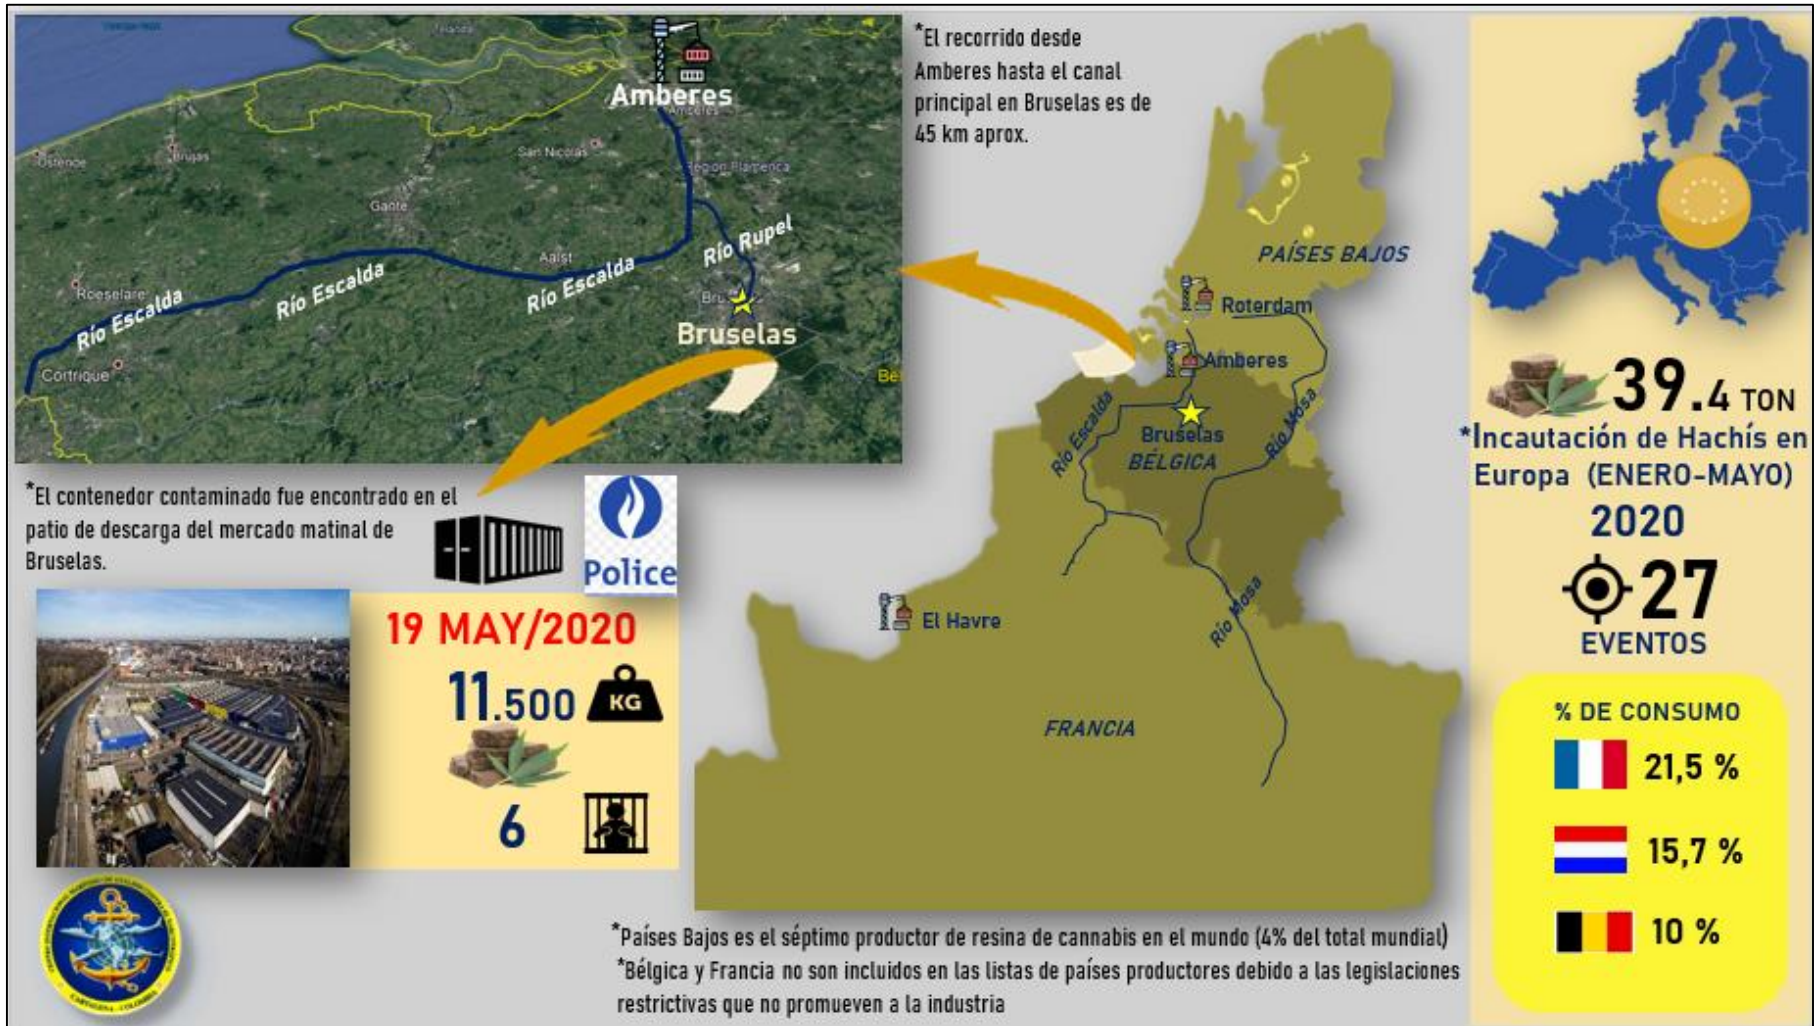 Amberes
Amberes
Ostende
Brujas
San Nicolas
Región Flamenca
Gante
Aalst
Río Rupel
Roeselare
Río Escalda
Río Escalda
Río Escalda
Bruselas
Cortrique
*El recorrido desde
Amberes hasta el canal
principal en Bruselas es de
45 km aprox.
PAÍSES BAJOS
Roterdam
Amberes
Río Escalda
Río Mosa
Bruselas
BÉLGICA
Río Mosa
El Havre
FRANCIA
*El contenedor contaminado fue encontrado en el
patio de descarga del mercado matinal de
Bruselas.
Police
19 MAY/2020
11.500 KG
6
39.4 TON
*Incautación de Hachís en
Europa (ENERO-MAYO)
2020
27
EVENTOS
% DE CONSUMO
21,5 %
15,7 %
10 %
*Países Bajos es el séptimo productor de resina de cannabis en el mundo (4% del total mundial)
*Bélgica y Francia no son incluidos en las listas de países productores debido a las legislaciones
restrictivas que no promueven a la industria
CARTAGENA - COLOMBIA